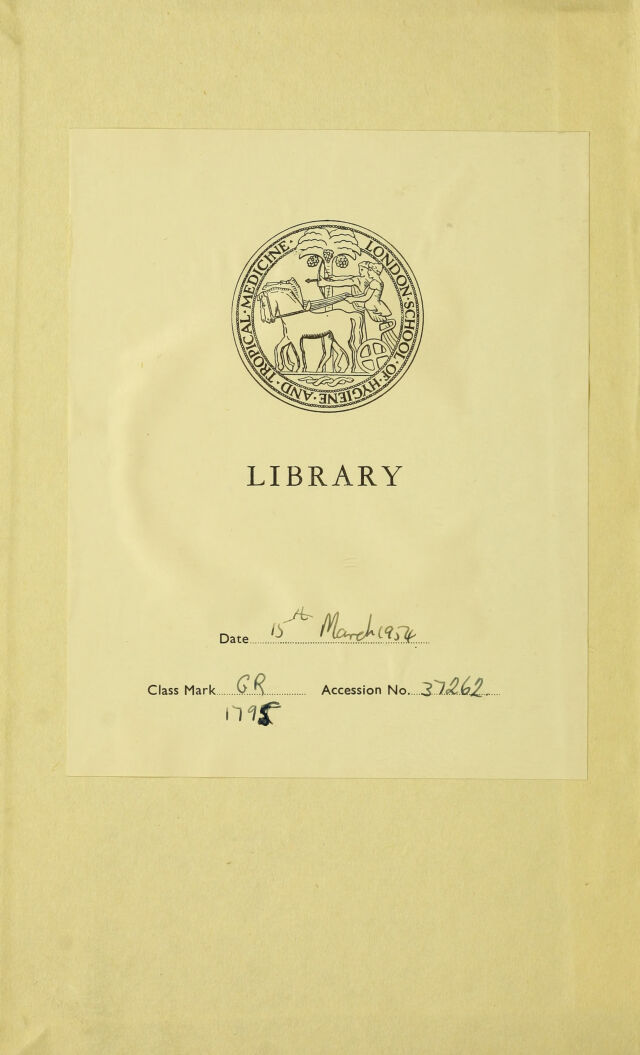 LONDON·SCHOOL·OF·HYGIENE·AND·TROPICAL·MEDICINE·
LIBRARY
Date 15th March 1954
Class Mark GR Accession No. 37262
1795